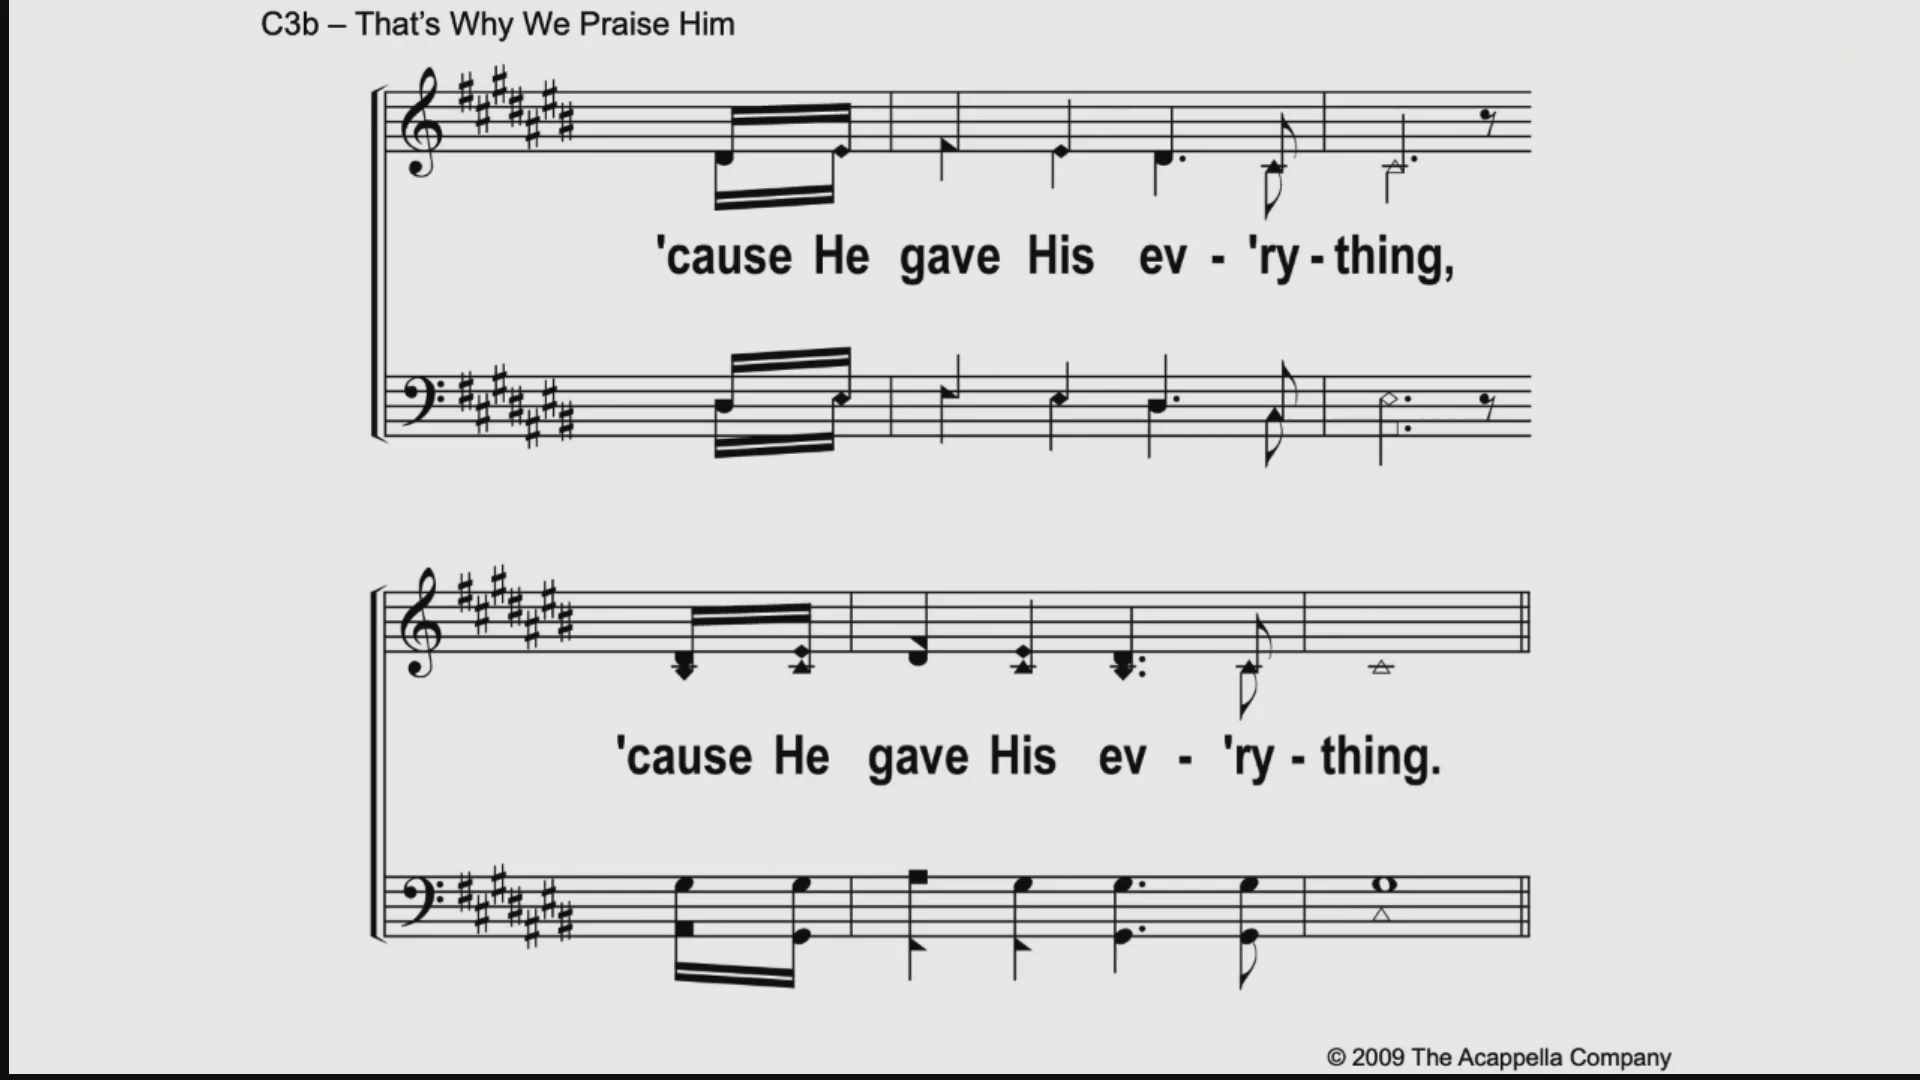 C3b – That's Why We Praise Him
'cause He gave His ev - 'ry - thing,
'cause He gave His ev - 'ry - thing.
© 2009 The Acappella Company